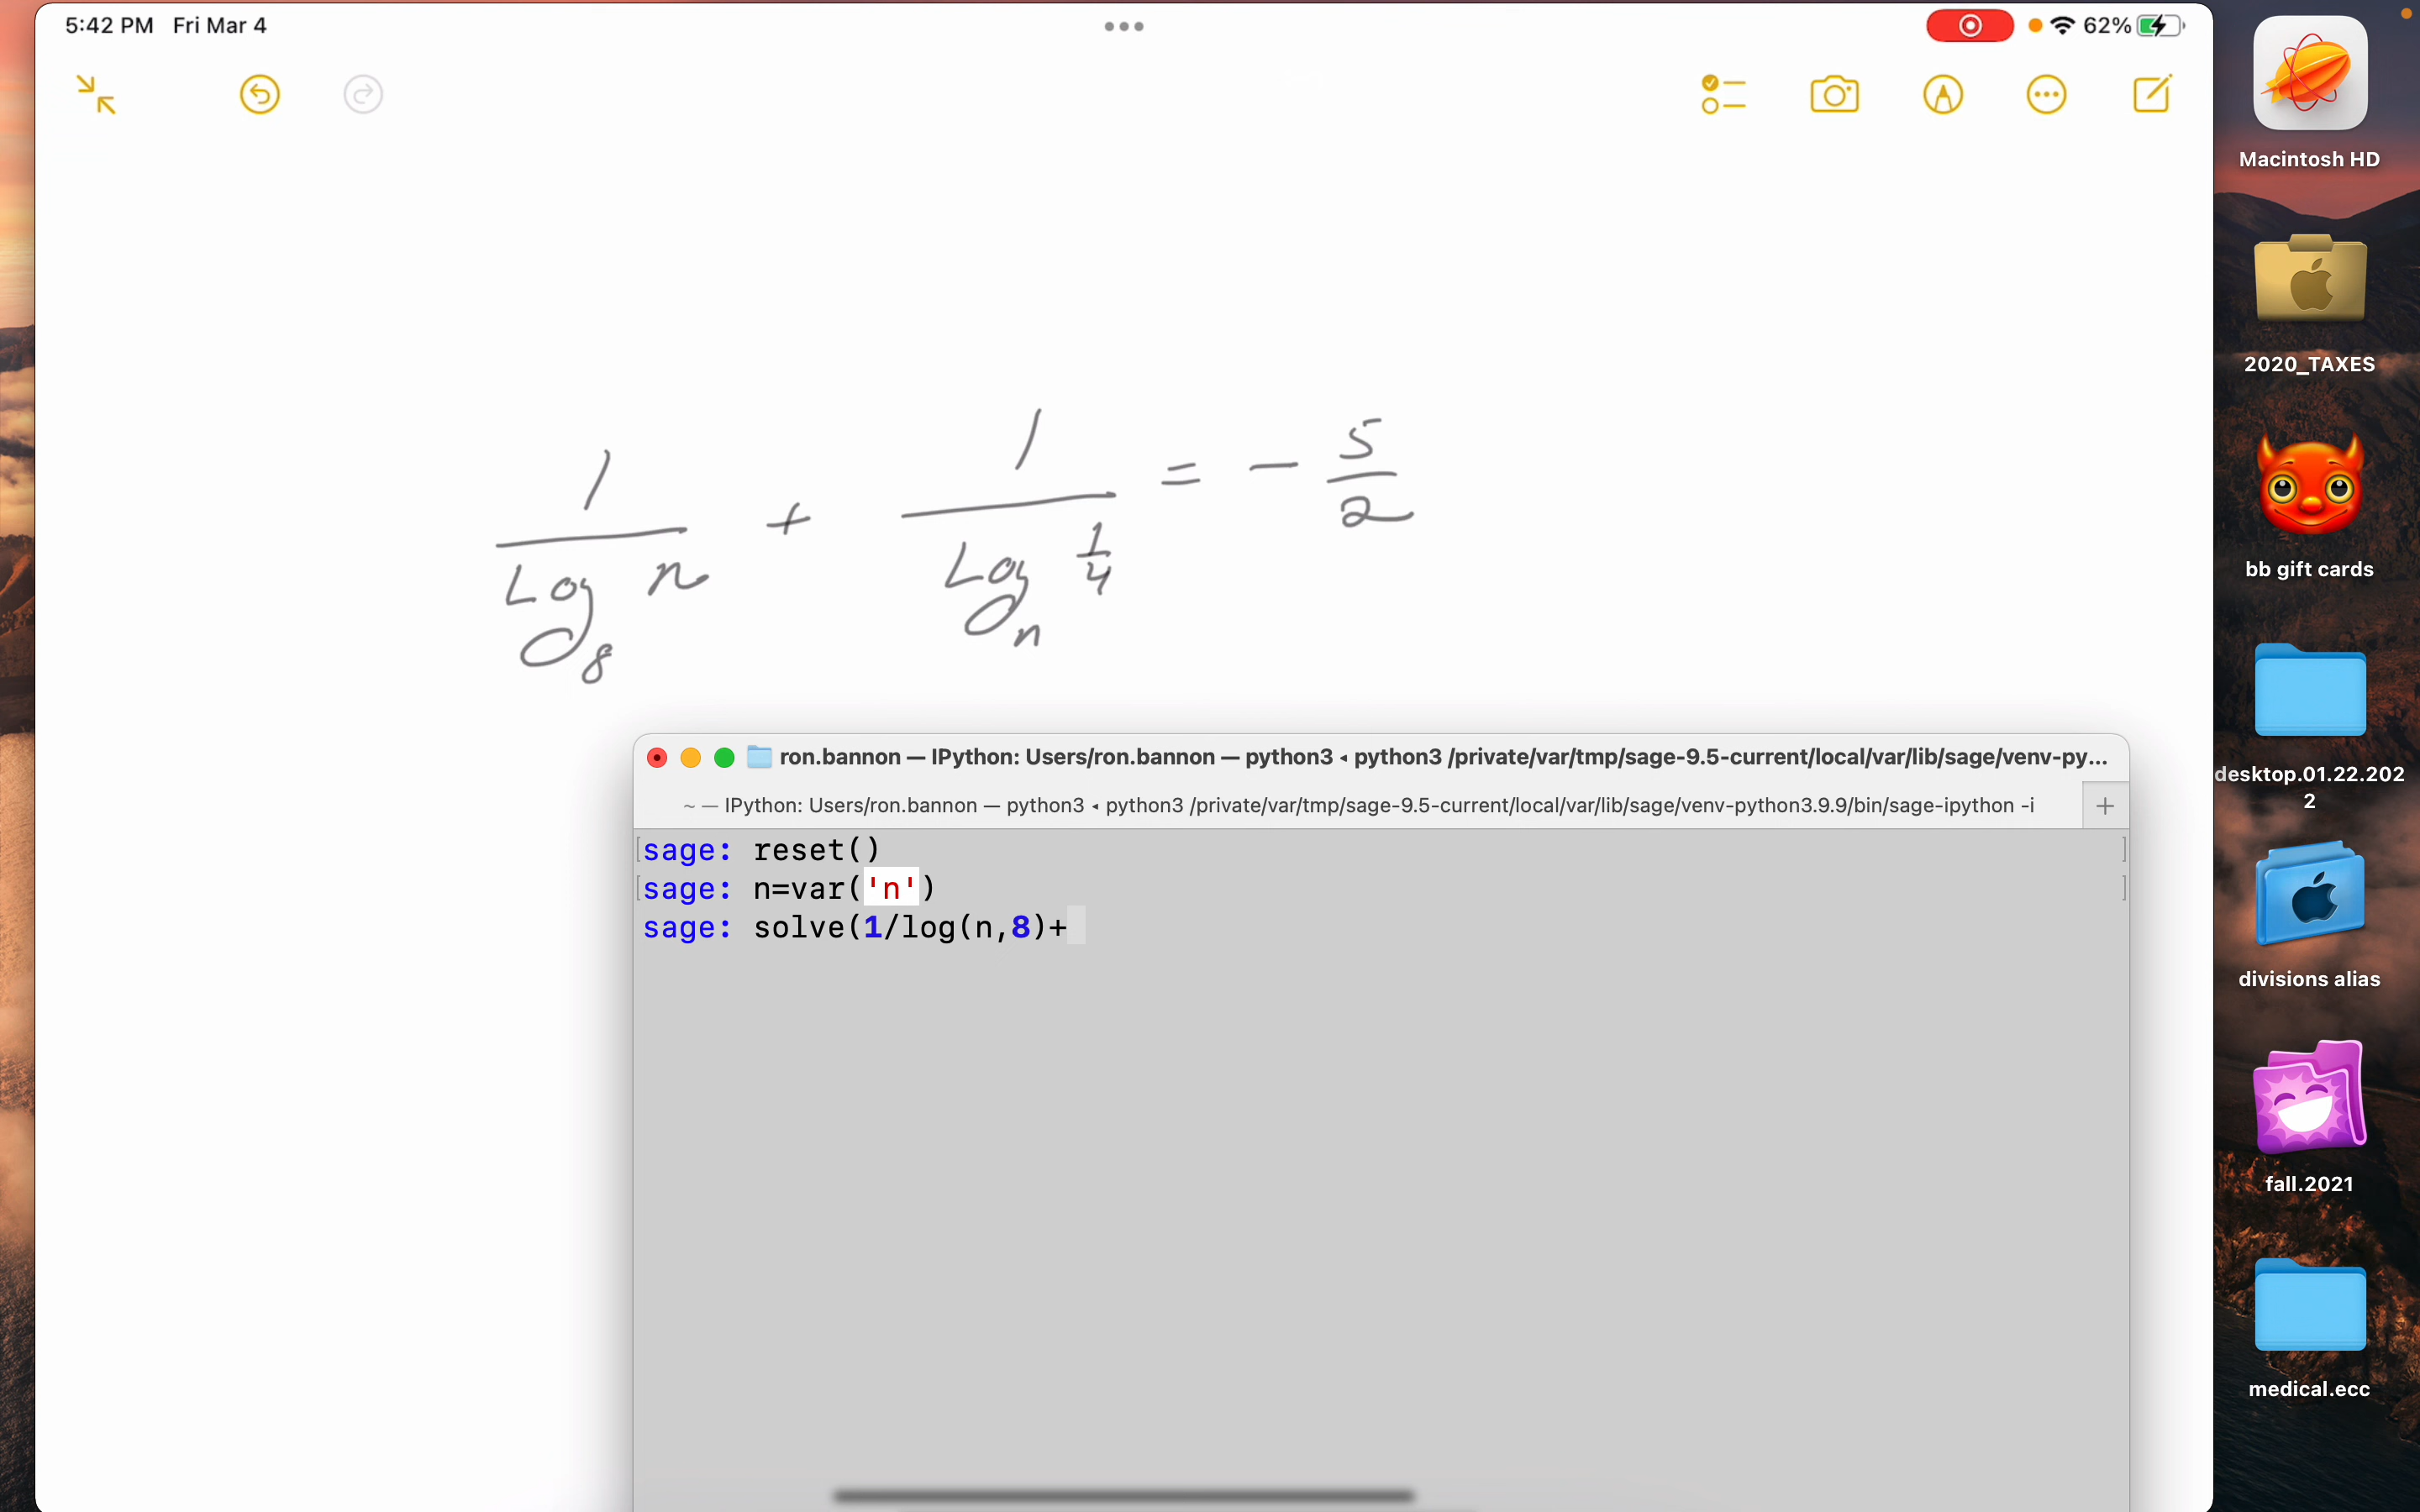 5:42 PM Fri Mar 4
62%
1/Log₈ n + 1/Logₙ 1/4 = - 5/2
ron.bannon — IPython: Users/ron.bannon — python3 ◂ python3 /private/var/tmp/sage-9.5-current/local/var/lib/sage/venv-py...
~ — IPython: Users/ron.bannon — python3 ◂ python3 /private/var/tmp/sage-9.5-current/local/var/lib/sage/venv-python3.9.9/bin/sage-ipython -i
[sage: reset() ]
[sage: n=var('n') ]
sage: solve(1/log(n,8)+
Macintosh HD
2020_TAXES
bb gift cards
desktop.01.22.202
2
divisions alias
fall.2021
medical.ecc